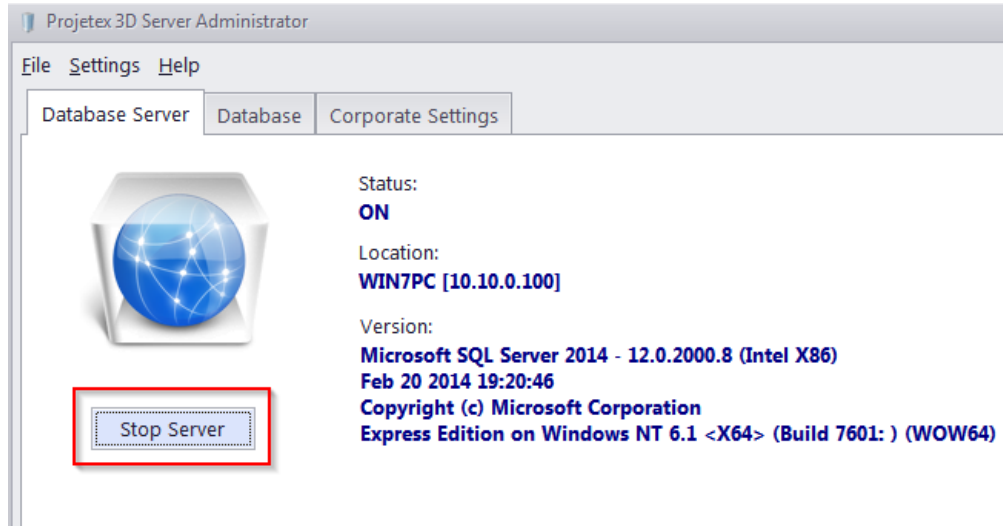 Projetex 3D Server Administrator
File Settings Help
Database Server Database Corporate Settings
Status:
ON
Location:
WIN7PC [10.10.0.100]
Version:
Microsoft SQL Server 2014 - 12.0.2000.8 (Intel X86)
Feb 20 2014 19:20:46
Copyright (c) Microsoft Corporation
Express Edition on Windows NT 6.1 <X64> (Build 7601: ) (WOW64)
Stop Server